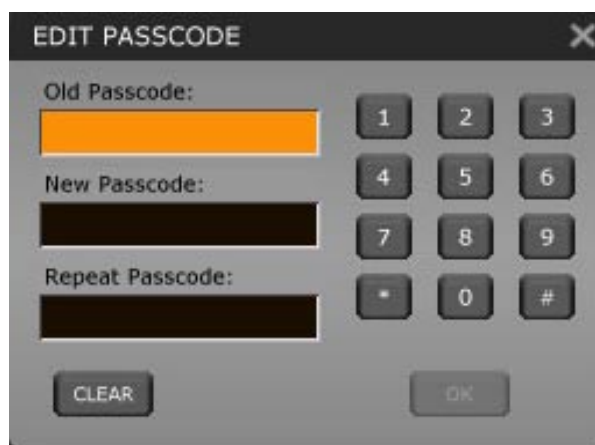 EDIT PASSCODE
Old Passcode:
1 2 3
New Passcode:
4 5 6
7 8 9
Repeat Passcode:
* 0 #
CLEAR OK